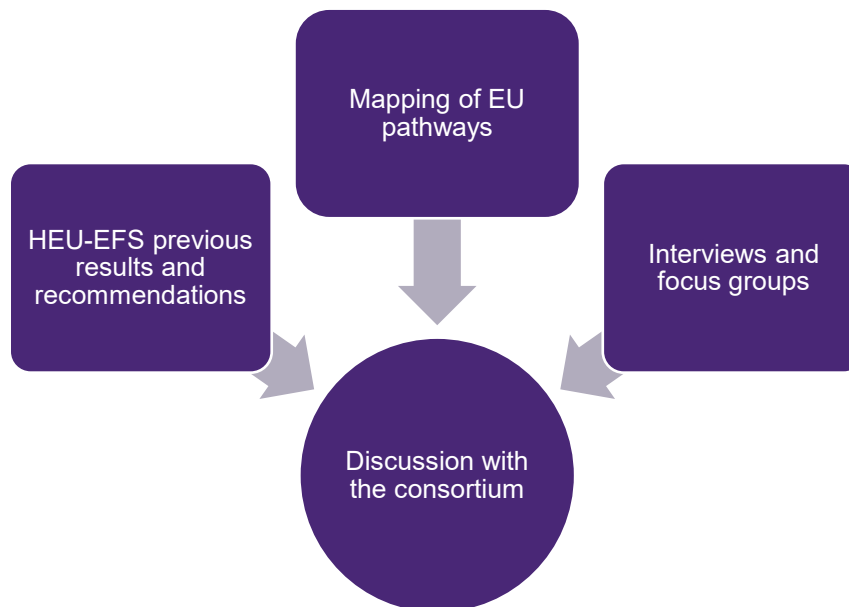 Mapping of EU
pathways
HEU-EFS previous
results and
recommendations
Interviews and
focus groups
Discussion with
the consortium